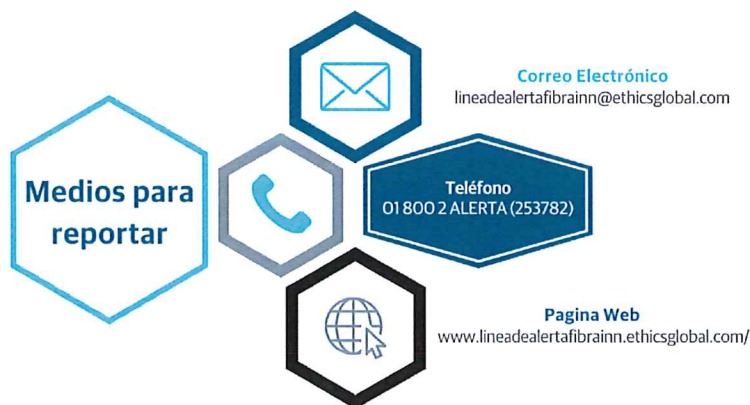 Medios para
reportar
Correo Electrónico
lineadealertafibrainn@ethicsglobal.com
Teléfono
01 800 2 ALERTA (253782)
Pagina Web
www.lineadealertafibrainn.ethicsglobal.com/